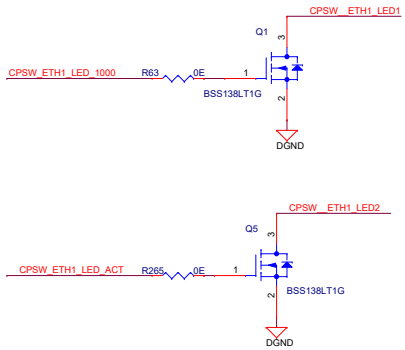 CPSW__ETH1_LED1
Q1
3
CPSW_ETH1_LED_1000
R63
0E
1
BSS138LT1G
2
DGND
CPSW__ETH1_LED2
Q5
3
CPSW_ETH1_LED_ACT
R265
0E
1
BSS138LT1G
2
DGND